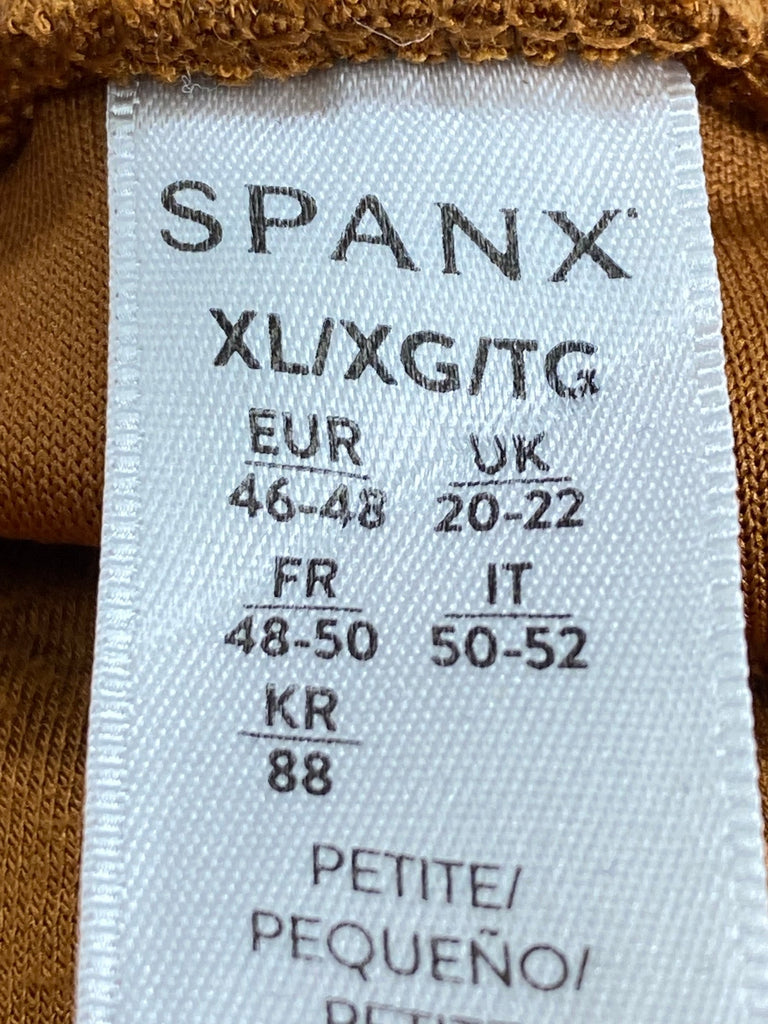 SPANX
XL/XG/TG
EUR UK
46-48 20-22
FR IT
48-50 50-52
KR
88
PETITE/
PEQUEÑO/
PETITE